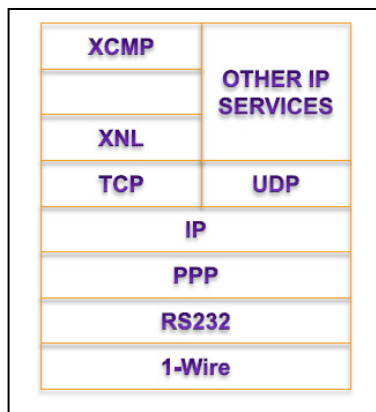 XCMP
OTHER IP
SERVICES
XNL
TCP
UDP
IP
PPP
RS232
1-Wire